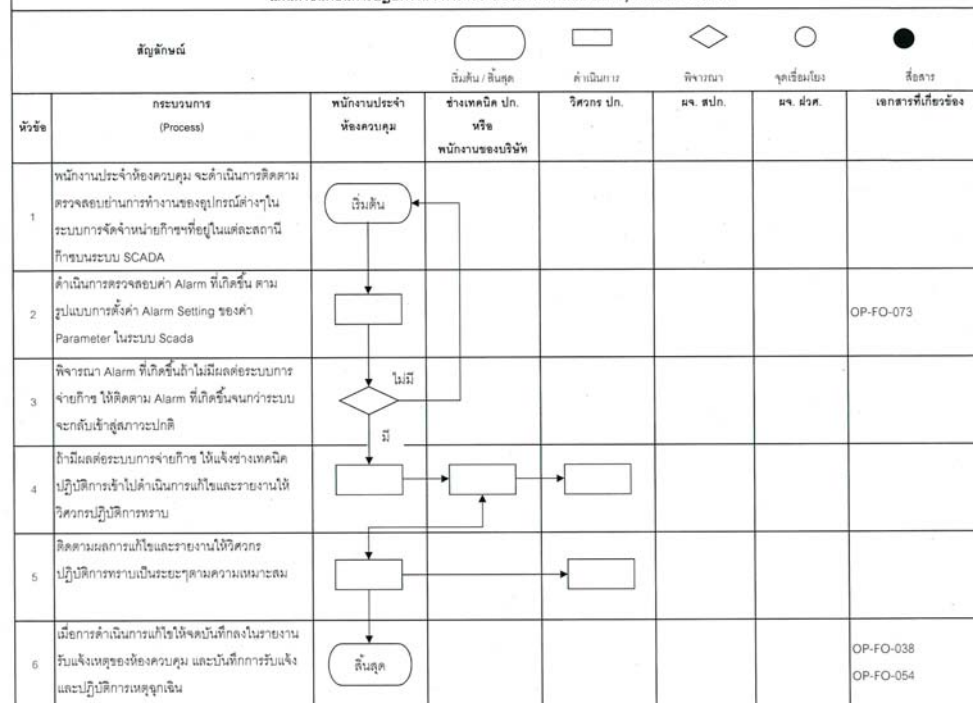 สัญลักษณ์
เริ่มต้น / สิ้นสุด
ดำเนินการ
พิจารณา
จุดเชื่อมโยง
สื่อสาร
หัวข้อ
กระบวนการ
(Process)
พนักงานประจำ
ห้องควบคุม
ช่างเทคนิค ปก.
หรือ
พนักงานของบริษัท
วิศวกร ปก.
ผจ. สปก.
ผจ. ฝวศ.
เอกสารที่เกี่ยวข้อง
1
พนักงานประจำห้องควบคุม จะดำเนินการติดตาม
ตรวจสอบย่านการทำงานของอุปกรณ์ต่างๆใน
ระบบการจัดจำหน่ายก๊าซฯที่อยู่ในแต่ละสถานี
ก๊าซบนระบบ SCADA
เริ่มต้น
2
ดำเนินการตรวจสอบค่า Alarm ที่เกิดขึ้น ตาม
รูปแบบการตั้งค่า Alarm Setting ของค่า
Parameter ในระบบ Scada
OP-FO-073
3
พิจารณา Alarm ที่เกิดขึ้นถ้าไม่มีผลต่อระบบการ
จ่ายก๊าซ ให้ติดตาม Alarm ที่เกิดขึ้นจนกว่าระบบ
จะกลับเข้าสู่สภาวะปกติ
ไม่มี
มี
4
ถ้ามีผลต่อระบบการจ่ายก๊าซ ให้แจ้งช่างเทคนิค
ปฏิบัติการเข้าไปดำเนินการแก้ไขและรายงานให้
วิศวกรปฏิบัติการทราบ
5
ติดตามผลการแก้ไขและรายงานให้วิศวกร
ปฏิบัติการทราบเป็นระยะๆตามความเหมาะสม
6
เมื่อการดำเนินการแก้ไขให้จดบันทึกลงในรายงาน
รับแจ้งเหตุของห้องควบคุม และบันทึกการรับแจ้ง
และปฏิบัติการเหตุฉุกเฉิน
สิ้นสุด
OP-FO-038
OP-FO-054